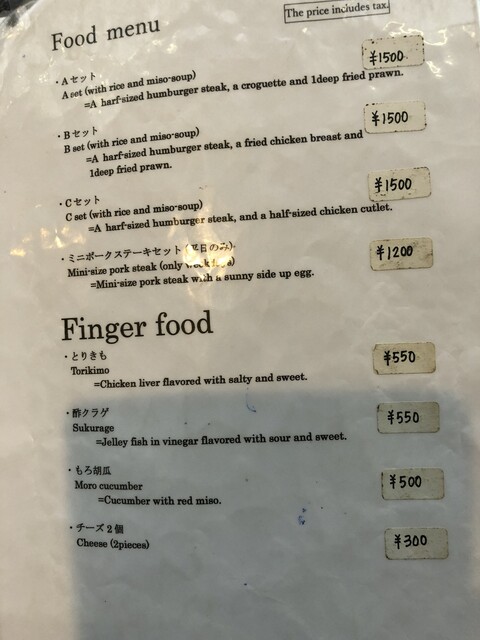 The price includes tax.
Food menu
・Aセット
¥1500
A set (with rice and miso-soup)
=A harf-sized humburger steak, a croguette and 1deep fried prawn.
・Bセット
¥1500
B set (with rice and miso-soup)
=A harf-sized humburger steak, a fried chicken breast and
1deep fried prawn.
・Cセット
¥1500
C set (with rice and miso-soup)
=A harf-sized humburger steak, and a half-sized chicken cutlet.
・ミニポークステーキセット (平日のみ)
¥1200
Mini-size pork steak (only weekdays)
=Mini-size pork steak with a sunny side up egg.
Finger food
・とりきも
¥550
Torikimo
=Chicken liver flavored with salty and sweet.
・酢クラゲ
¥550
Sukurage
=Jelley fish in vinegar flavored with sour and sweet.
・もろ胡瓜
¥500
Moro cucumber
=Cucumber with red miso.
・チーズ2個
¥300
Cheese (2pieces)